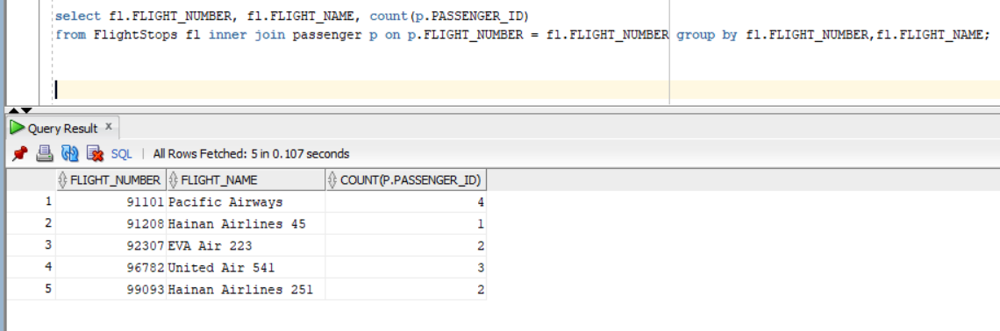 select fl.FLIGHT_NUMBER, fl.FLIGHT_NAME, count(p.PASSENGER_ID)
from FlightStops fl inner join passenger p on p.FLIGHT_NUMBER = fl.FLIGHT_NUMBER group by fl.FLIGHT_NUMBER,fl.FLIGHT_NAME;
Query Result x
SQL | All Rows Fetched: 5 in 0.107 seconds
FLIGHT_NUMBER FLIGHT_NAME COUNT(P.PASSENGER_ID)
1 91101 Pacific Airways 4
2 91208 Hainan Airlines 45 1
3 92307 EVA Air 223 2
4 96782 United Air 541 3
5 99093 Hainan Airlines 251 2